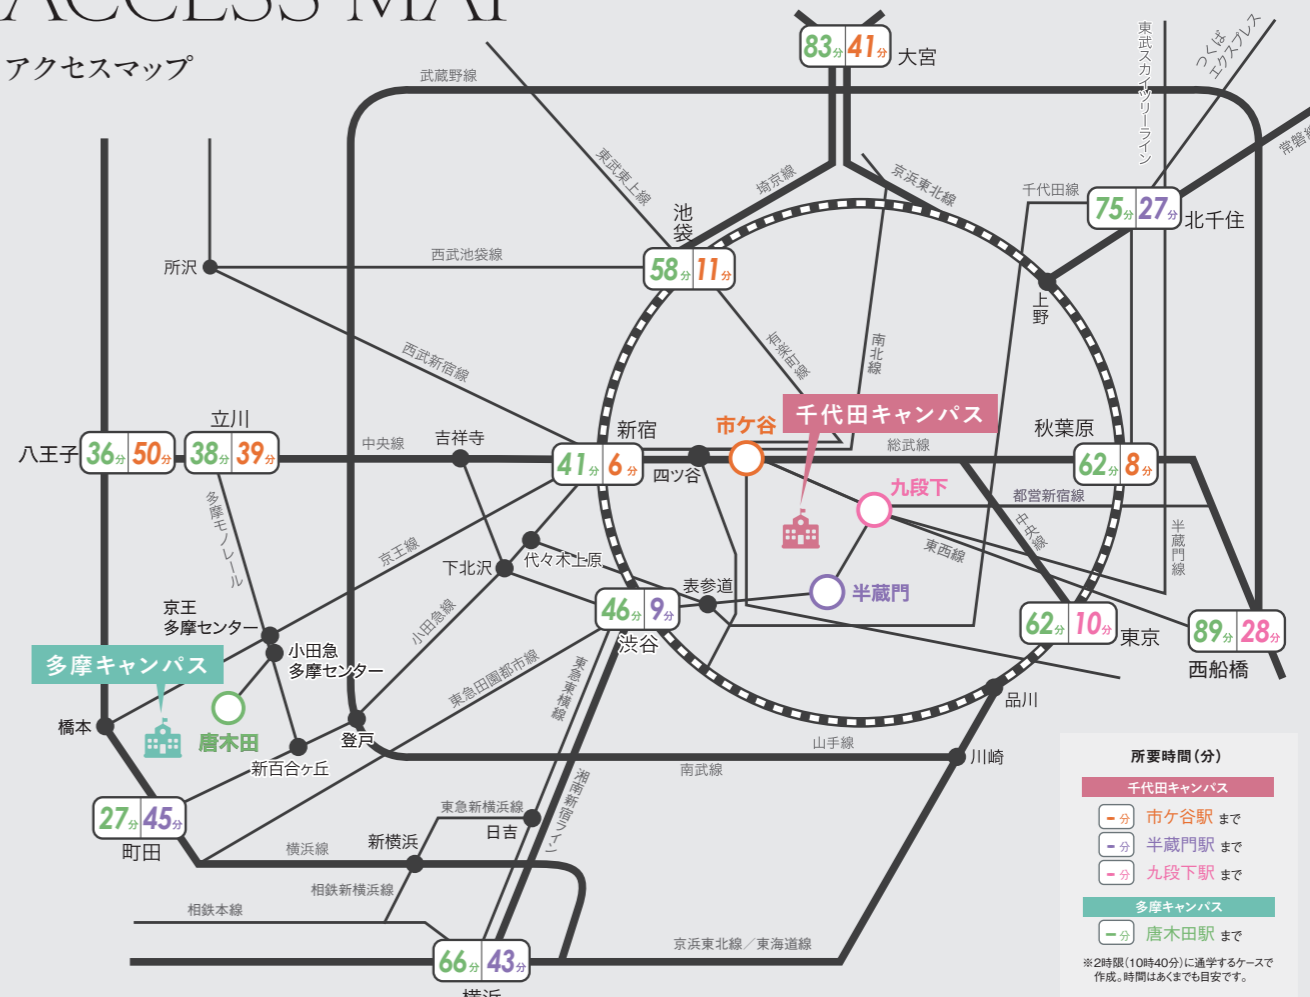 ACCESS MAP
アクセスマップ
83分 41分 大宮
武蔵野線
東武スカイツリーライン
つくば
エクスプレス
常磐線
東武東上線
埼京線
京浜東北線
千代田線
75分 27分 北千住
池袋
58分 11分
所沢
西武池袋線
上野
西武新宿線
有楽町線
南北線
千代田キャンパス
立川
八王子 36分 50分
38分 39分
中央線
吉祥寺
新宿
41分 6分
四ツ谷
市ケ谷
総武線
秋葉原
62分 8分
九段下
都営新宿線
多摩モノレール
京王線
代々木上原
下北沢
中央線
東西線
半蔵門線
表参道
半蔵門
京王
多摩センター
小田急
多摩センター
小田急線
46分 9分
渋谷
62分 10分 東京
89分 28分
西船橋
多摩キャンパス
東急田園都市線
東急東横線
品川
橋本
唐木田
登戸
新百合ヶ丘
山手線
南武線
川崎
27分 45分
町田
湘南新宿ライン
東急新横浜線
日吉
新横浜
横浜線
相鉄新横浜線
相鉄本線
京浜東北線／東海道線
66分 43分
横浜
所要時間（分）
千代田キャンパス
-分 市ケ谷駅 まで
-分 半蔵門駅 まで
-分 九段下駅 まで
多摩キャンパス
-分 唐木田駅 まで
※2時限（10時40分）に通学するケースで
作成。時間はあくまでも目安です。